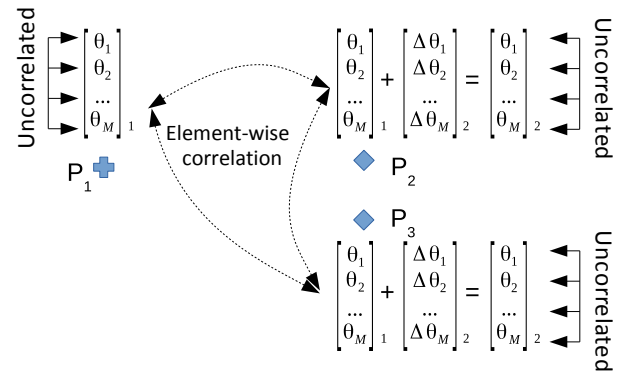 Uncorrelated
θ1
θ2
...
θM
1
P1
Element-wise
correlation
θ1 Δθ1 θ1
θ2 + Δθ2 = θ2
... ... ...
θM 1 ΔθM 2 θM 2
Uncorrelated
P2
P3
θ1 Δθ1 θ1
θ2 + Δθ2 = θ2
... ... ...
θM 1 ΔθM 2 θM 2
Uncorrelated